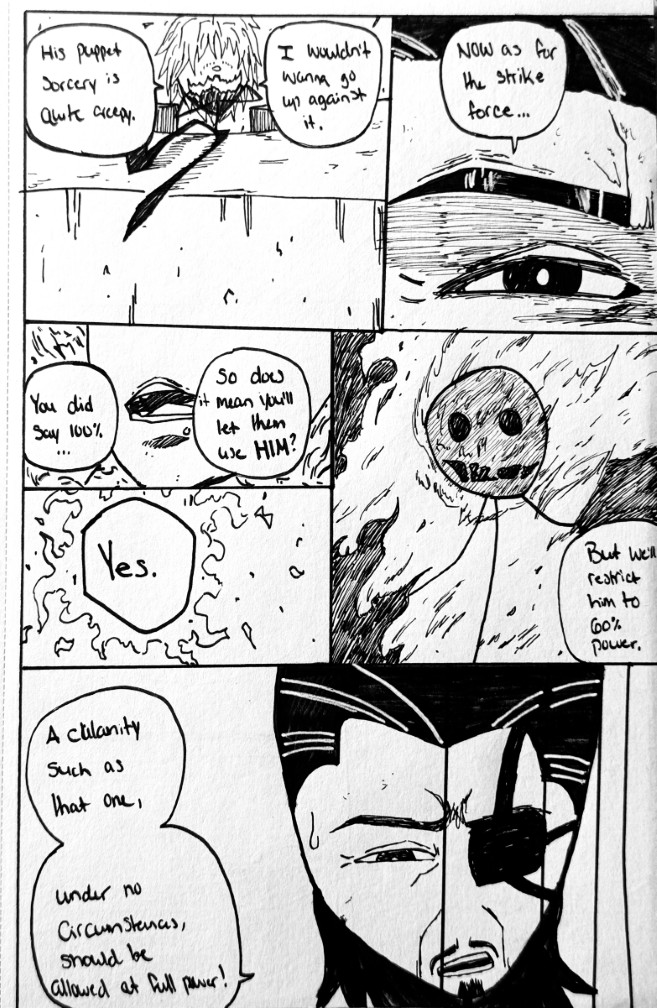 His puppet
Sorcery is
Quite creepy.
I wouldn't
wanna go
up against
it.
Now as for
the strike
force...
You did
say 100%
...
So does
it mean you'll
let them
use HIM?
Yes.
But we'll
restrict
him to
60%
power.
A calamity
such as
that one,
under no
circumstances,
should be
allowed at full power!